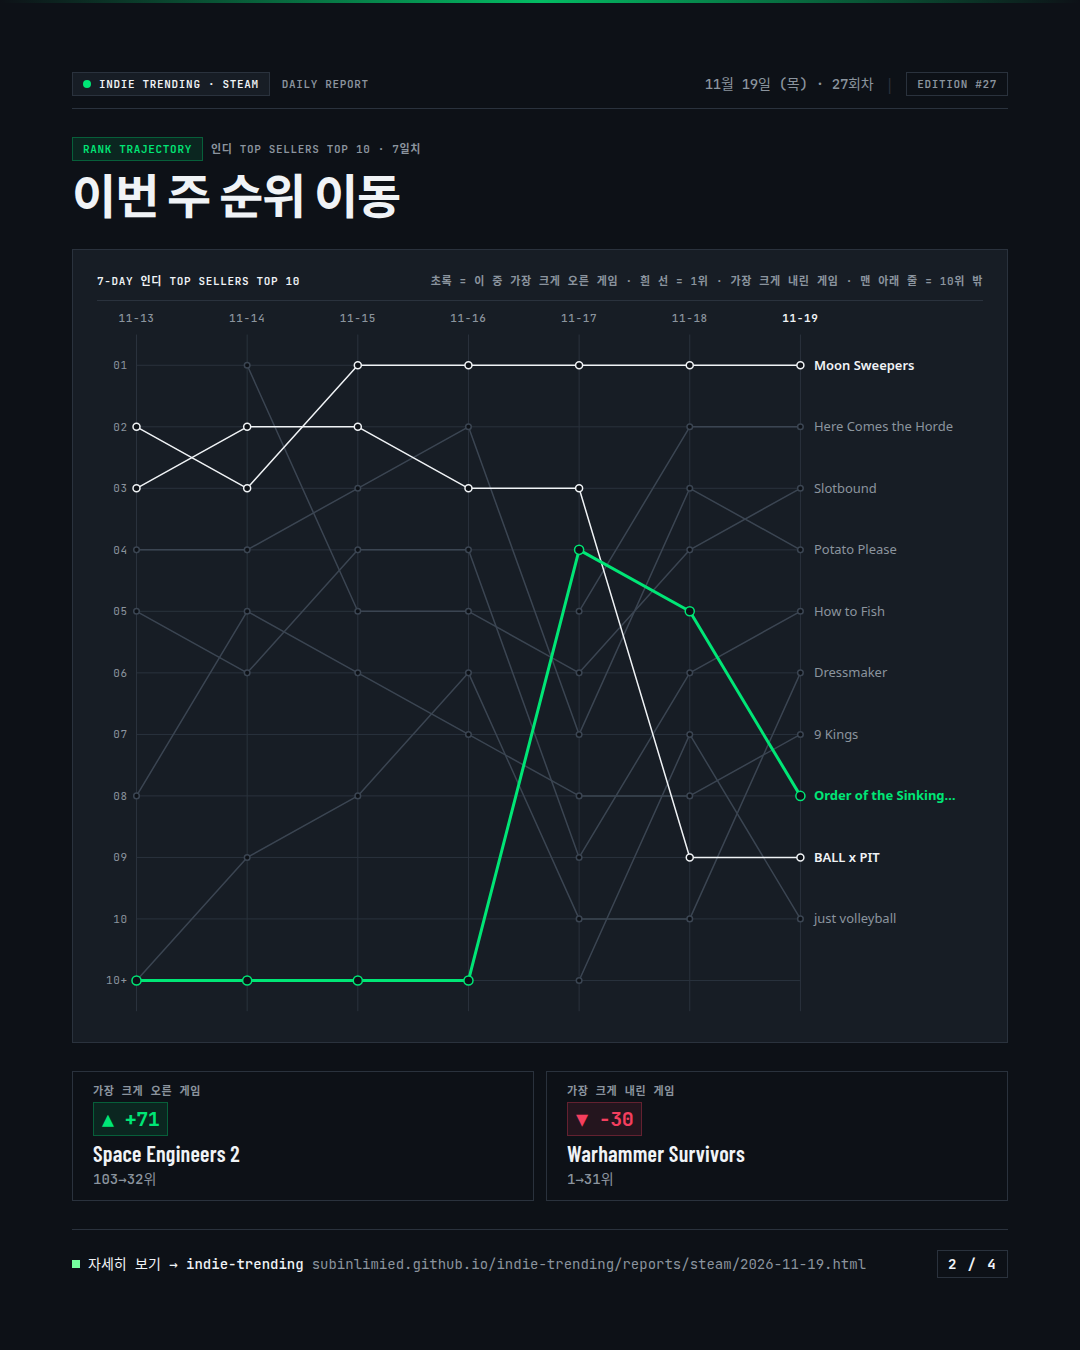 INDIE TRENDING · STEAM DAILY REPORT 11월 19일 (목) · 27회차 EDITION #27
RANK TRAJECTORY 인디 TOP SELLERS TOP 10 · 7일치
이번 주 순위 이동
7-DAY 인디 TOP SELLERS TOP 10 초록 = 이 중 가장 크게 오른 게임 · 흰 선 = 1위 · 가장 크게 내린 게임 · 맨 아래 줄 = 10위 밖
11-13 11-14 11-15 11-16 11-17 11-18 11-19
01 Moon Sweepers
02 Here Comes the Horde
03 Slotbound
04 Potato Please
05 How to Fish
06 Dressmaker
07 9 Kings
08 Order of the Sinking…
09 BALL x PIT
10 just volleyball
10+
가장 크게 오른 게임
▲ +71
Space Engineers 2
103→32위
가장 크게 내린 게임
▼ -30
Warhammer Survivors
1→31위
자세히 보기 → indie-trending subinlimied.github.io/indie-trending/reports/steam/2026-11-19.html 2 / 4